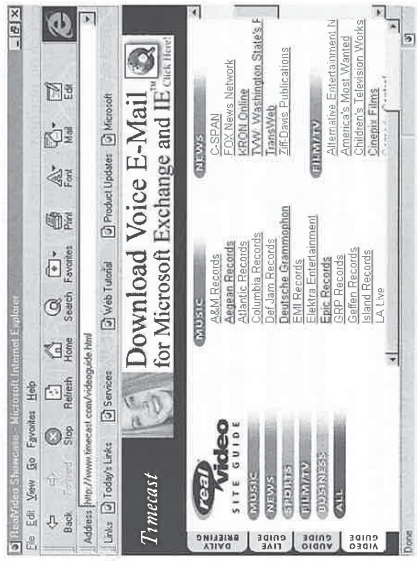 RealVideo Showcase - Microsoft Internet Explorer
File Edit View Go Favorites Help
Back Forward Stop Refresh Home Search Favorites Print Font Mail Edit
Address http://www.timecast.com/videoguide.html
Links Today's Links Services Web Tutorial Product Updates Microsoft
Timecast
Download Voice E-Mail
for Microsoft Exchange and IE™
Click Here!
DAILY BRIEFING
LIVE GUIDE
AUDIO GUIDE
VIDEO GUIDE
real Video
SITE GUIDE
MUSIC
NEWS
SPORTS
FILM/TV
BUSINESS
ALL
MUSIC
A&M Records
Aegean Records
Atlantic Records
Columbia Records
Def Jam Records
Deutsche Grammophon
EMI Records
Elektra Entertainment
Epic Records
GRP Records
Geffen Records
Island Records
LA Live
NEWS
C-SPAN
FOX News Network
KRON Online
TVW Washington State's F
TransWeb
Ziff-Davis Publications
FILM/TV
Alternative Entertainment N
America's Most Wanted
Children's Television Works
Cinepix Films
Done